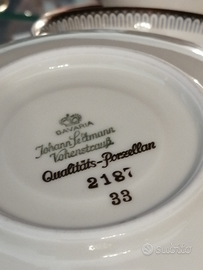 BAVARIA
Johann Seltmann
Vohenstrauß
Qualitäts-Porzellan
2187
33